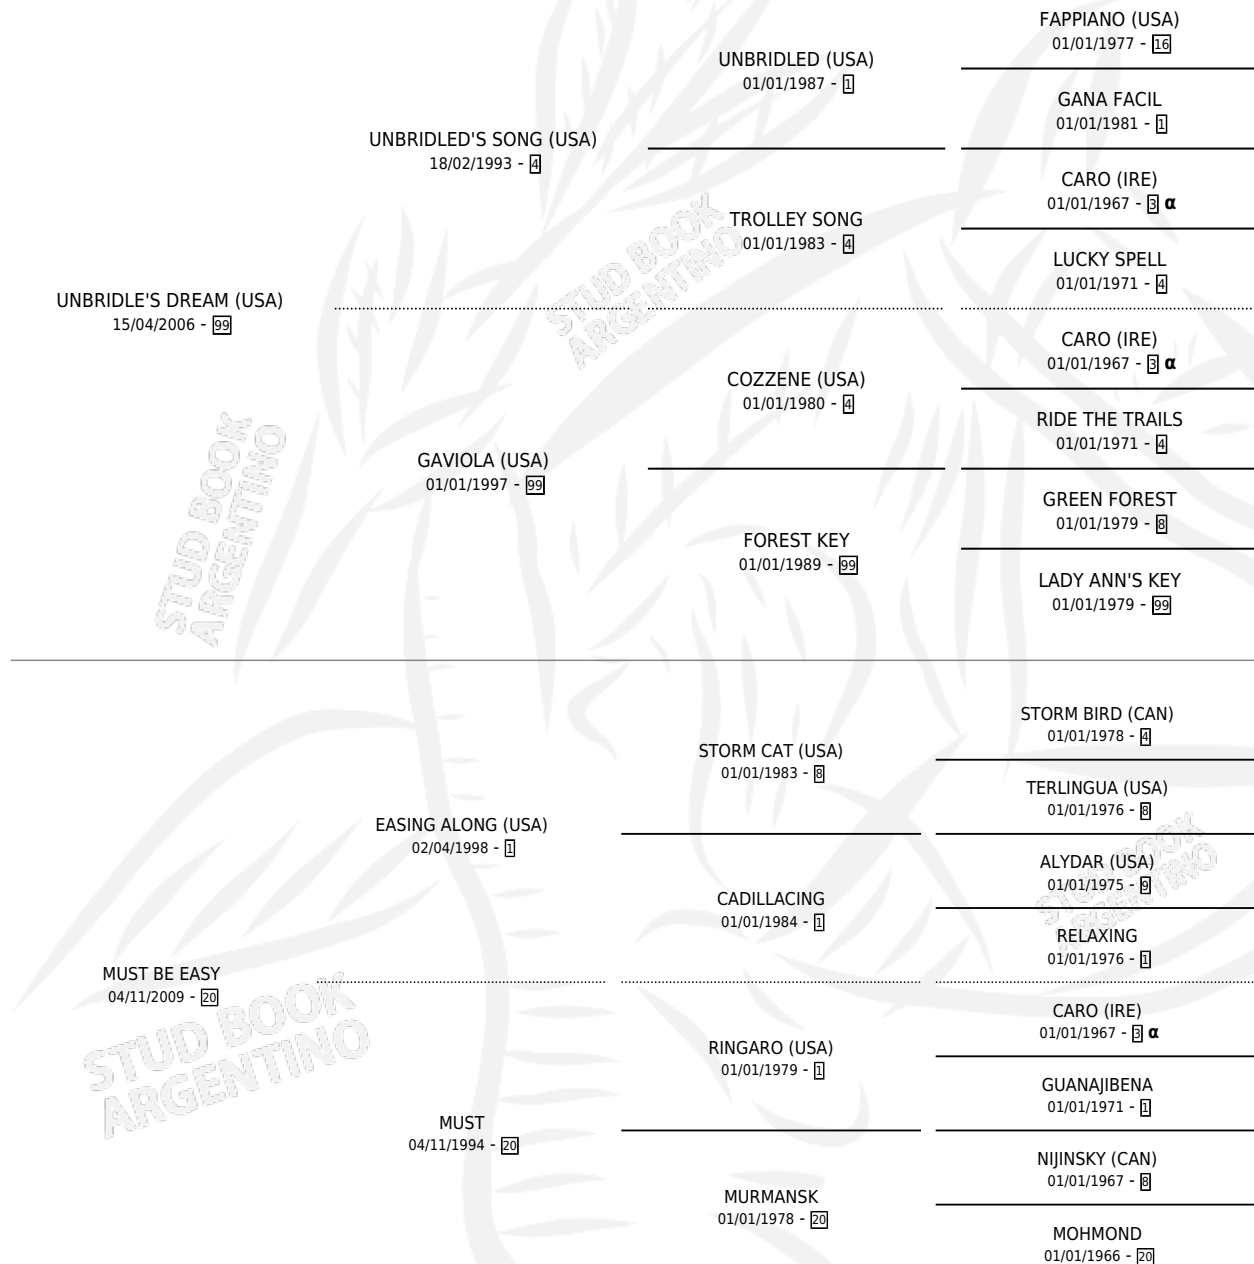 FAPPIANO (USA)
01/01/1977 - 16
UNBRIDLED (USA)
01/01/1987 - 1
GANA FACIL
01/01/1981 - 1
UNBRIDLED'S SONG (USA)
18/02/1993 - 4
CARO (IRE)
01/01/1967 - 3 α
TROLLEY SONG
01/01/1983 - 4
LUCKY SPELL
01/01/1971 - 4
UNBRIDLE'S DREAM (USA)
15/04/2006 - 99
STUD BOOK
ARGENTINO
CARO (IRE)
01/01/1967 - 3 α
COZZENE (USA)
01/01/1980 - 4
RIDE THE TRAILS
01/01/1971 - 4
GAVIOLA (USA)
01/01/1997 - 99
GREEN FOREST
01/01/1979 - 8
FOREST KEY
01/01/1989 - 99
LADY ANN'S KEY
01/01/1979 - 99
STUD BOOK
ARGENTINO
STORM BIRD (CAN)
01/01/1978 - 4
STORM CAT (USA)
01/01/1983 - 8
TERLINGUA (USA)
01/01/1976 - 8
EASING ALONG (USA)
02/04/1998 - 1
ALYDAR (USA)
01/01/1975 - 9
CADILLACING
01/01/1984 - 1
RELAXING
01/01/1976 - 1
STUD BOOK
ARGENTINO
MUST BE EASY
04/11/2009 - 20
CARO (IRE)
01/01/1967 - 3 α
RINGARO (USA)
01/01/1979 - 1
GUANAJIBENA
01/01/1971 - 1
STUD BOOK
ARGENTINO
MUST
04/11/1994 - 20
NIJINSKY (CAN)
01/01/1967 - 8
MURMANSK
01/01/1978 - 20
MOHMOND
01/01/1966 - 20